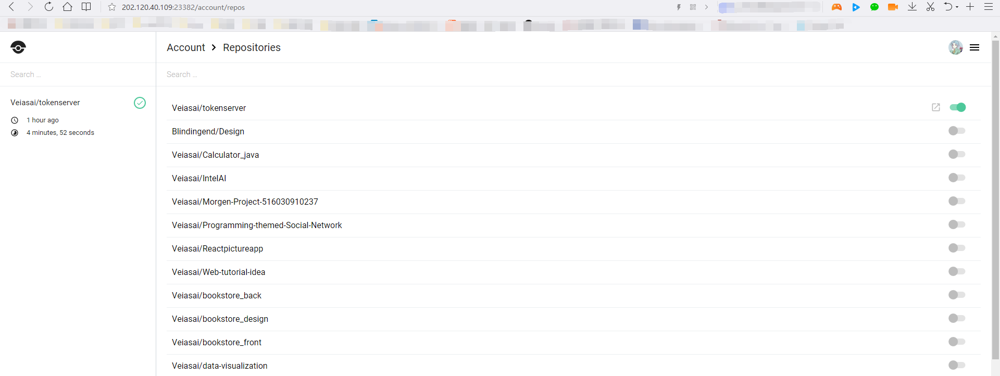 202.120.40.109:23382/account/repos
Account Repositories
Search ...
Search ...
Veiasai/tokenserver
1 hour ago
4 minutes, 52 seconds
Veiasai/tokenserver
Blindingend/Design
Veiasai/Calculator_java
Veiasai/IntelAI
Veiasai/Morgen-Project-516030910237
Veiasai/Programming-themed-Social-Network
Veiasai/Reactpictureapp
Veiasai/Web-tutorial-idea
Veiasai/bookstore_back
Veiasai/bookstore_design
Veiasai/bookstore_front
Veiasai/data-visualization